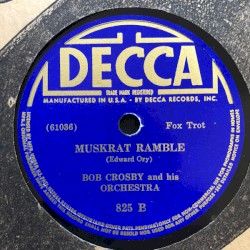 DECCA
TRADE MARK REGISTERED
MANUFACTURED IN U.S.A. - BY DECCA RECORDS, INC.
(61036)
Fox Trot
MUSKRAT RAMBLE
(Edward Ory)
BOB CROSBY and his
ORCHESTRA
825 B